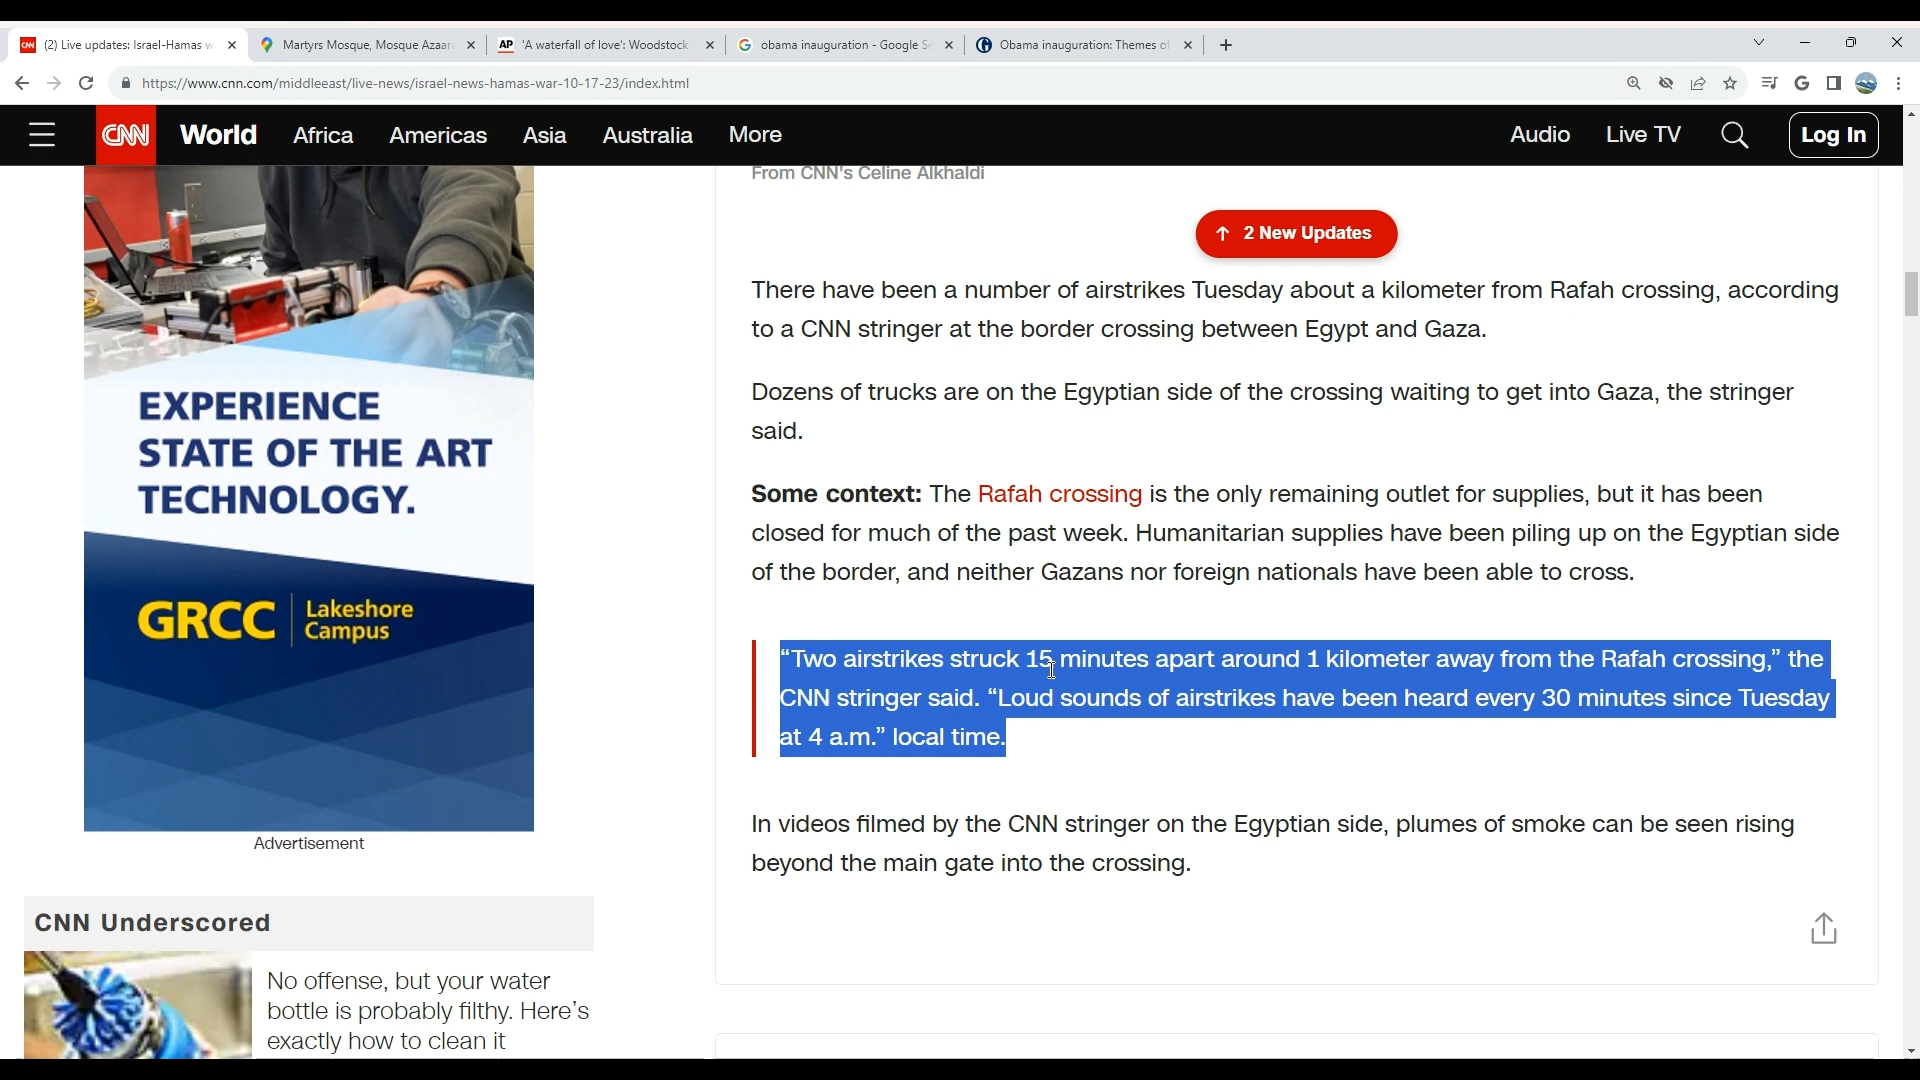 (2) Live updates: Israel-Hamas w
Martyrs Mosque, Mosque Azaar
AP 'A waterfall of love': Woodstock
obama inauguration - Google Se
Obama inauguration: Themes of
https://www.cnn.com/middleeast/live-news/israel-news-hamas-war-10-17-23/index.html
CNN World Africa Americas Asia Australia More Audio Live TV Log In
From CNN's Celine Alkhaldi
↑ 2 New Updates
There have been a number of airstrikes Tuesday about a kilometer from Rafah crossing, according
to a CNN stringer at the border crossing between Egypt and Gaza.
Dozens of trucks are on the Egyptian side of the crossing waiting to get into Gaza, the stringer
said.
Some context: The Rafah crossing is the only remaining outlet for supplies, but it has been
closed for much of the past week. Humanitarian supplies have been piling up on the Egyptian side
of the border, and neither Gazans nor foreign nationals have been able to cross.
“Two airstrikes struck 15 minutes apart around 1 kilometer away from the Rafah crossing,” the
CNN stringer said. “Loud sounds of airstrikes have been heard every 30 minutes since Tuesday
at 4 a.m.” local time.
In videos filmed by the CNN stringer on the Egyptian side, plumes of smoke can be seen rising
beyond the main gate into the crossing.
EXPERIENCE
STATE OF THE ART
TECHNOLOGY.
GRCC Lakeshore
Campus
Advertisement
CNN Underscored
No offense, but your water
bottle is probably filthy. Here’s
exactly how to clean it